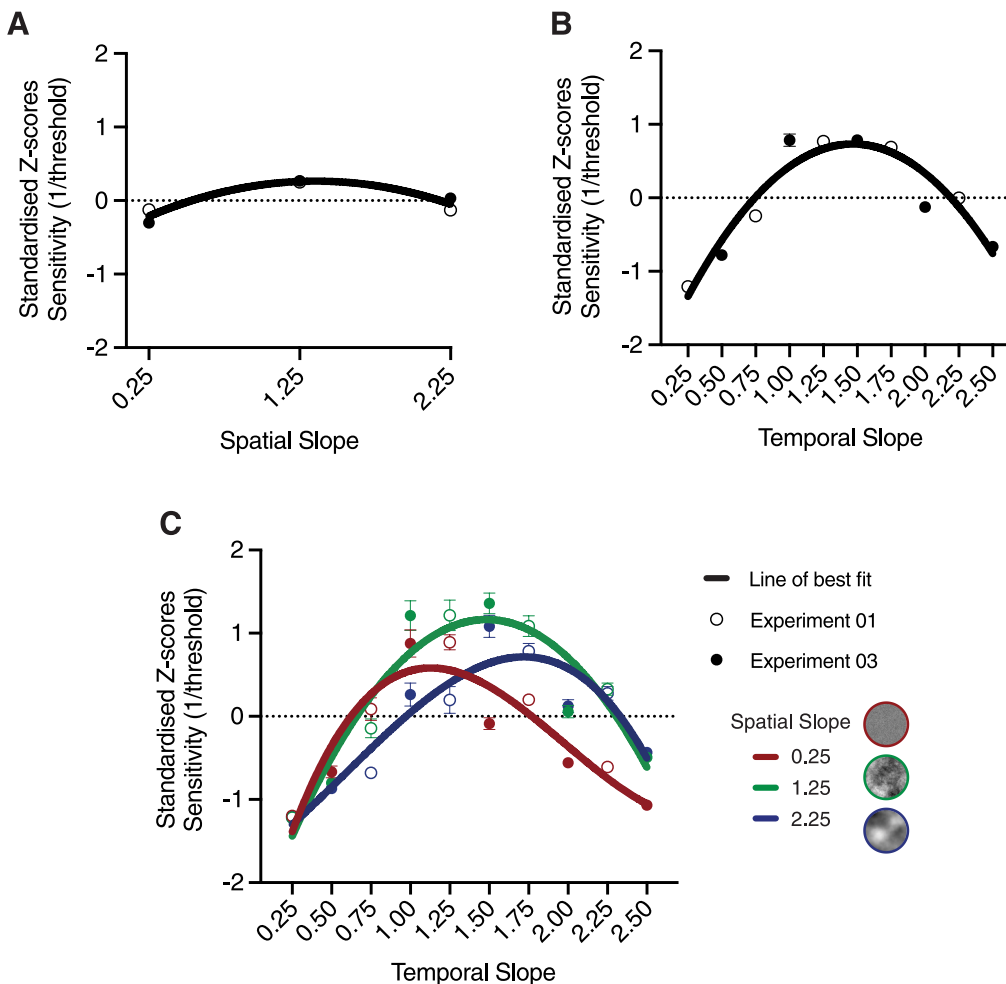 A
Standardised Z-scores
Sensitivity (1/threshold)
2
1
0
-1
-2
0.25
1.25
2.25
Spatial Slope
B
Standardised Z-scores
Sensitivity (1/threshold)
2
1
0
-1
-2
0.25
0.50
0.75
1.00
1.25
1.50
1.75
2.00
2.25
2.50
Temporal Slope
C
Standardised Z-scores
Sensitivity (1/threshold)
2
1
0
-1
-2
0.25
0.50
0.75
1.00
1.25
1.50
1.75
2.00
2.25
2.50
Temporal Slope
Line of best fit
Experiment 01
Experiment 03
Spatial Slope
0.25
1.25
2.25